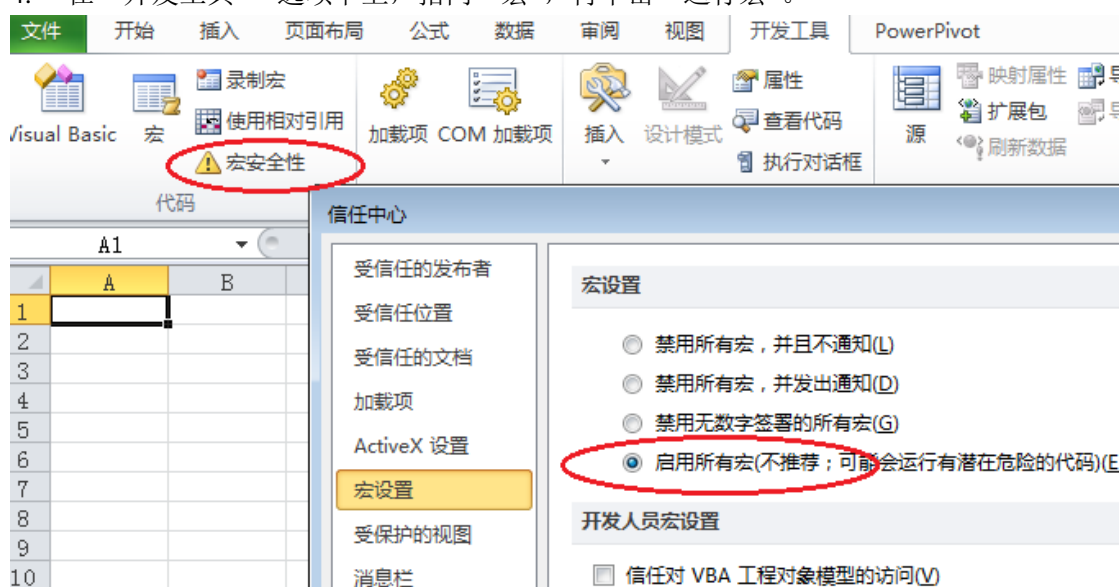 文件 开始 插入 页面布局 公式 数据 审阅 视图 开发工具 PowerPivot
录制宏 属性 映射属性
使用相对引用 查看代码 扩展包
Visual Basic 宏 加载项 COM 加载项 插入 设计模式 源
宏安全性 执行对话框 刷新数据
代码
信任中心
A1
A B
1
2
3
4
5
6
7
8
9
10
受信任的发布者
受信任位置
受信任的文档
加载项
ActiveX 设置
宏设置
受保护的视图
消息栏
宏设置
禁用所有宏，并且不通知(L)
禁用所有宏，并发出通知(D)
禁用无数字签署的所有宏(G)
启用所有宏(不推荐；可能会运行有潜在危险的代码)(E
开发人员宏设置
信任对 VBA 工程对象模型的访问(V)